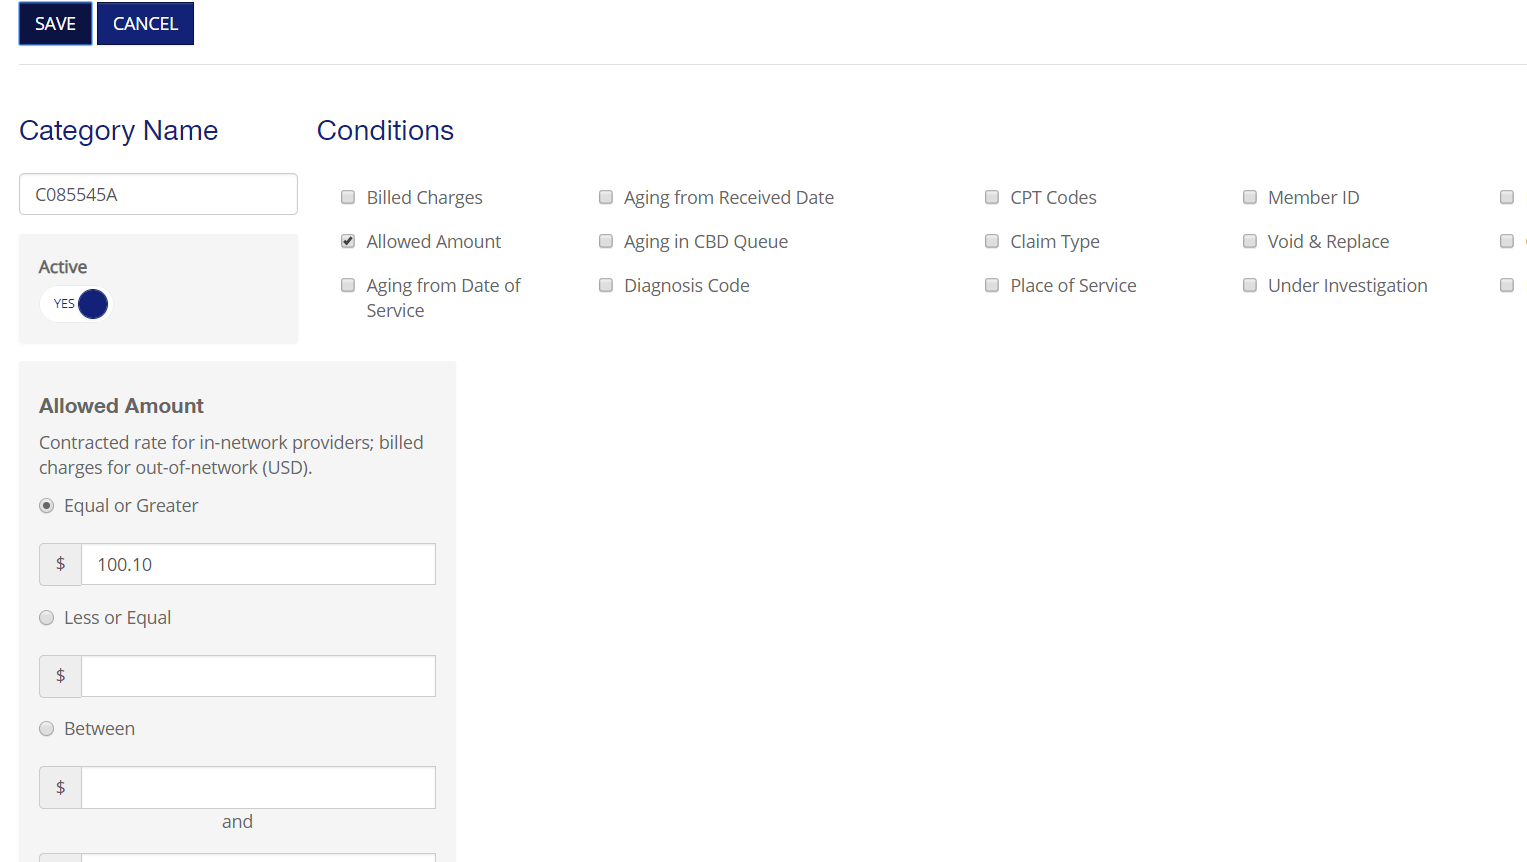 SAVE CANCEL
Category Name
Conditions
C085545A
Active
YES
Billed Charges
Allowed Amount
Aging from Date of
Service
Aging from Received Date
Aging in CBD Queue
Diagnosis Code
CPT Codes
Claim Type
Place of Service
Member ID
Void & Replace
Under Investigation
Allowed Amount
Contracted rate for in-network providers; billed
charges for out-of-network (USD).
Equal or Greater
$ 100.10
Less or Equal
$
Between
$
and